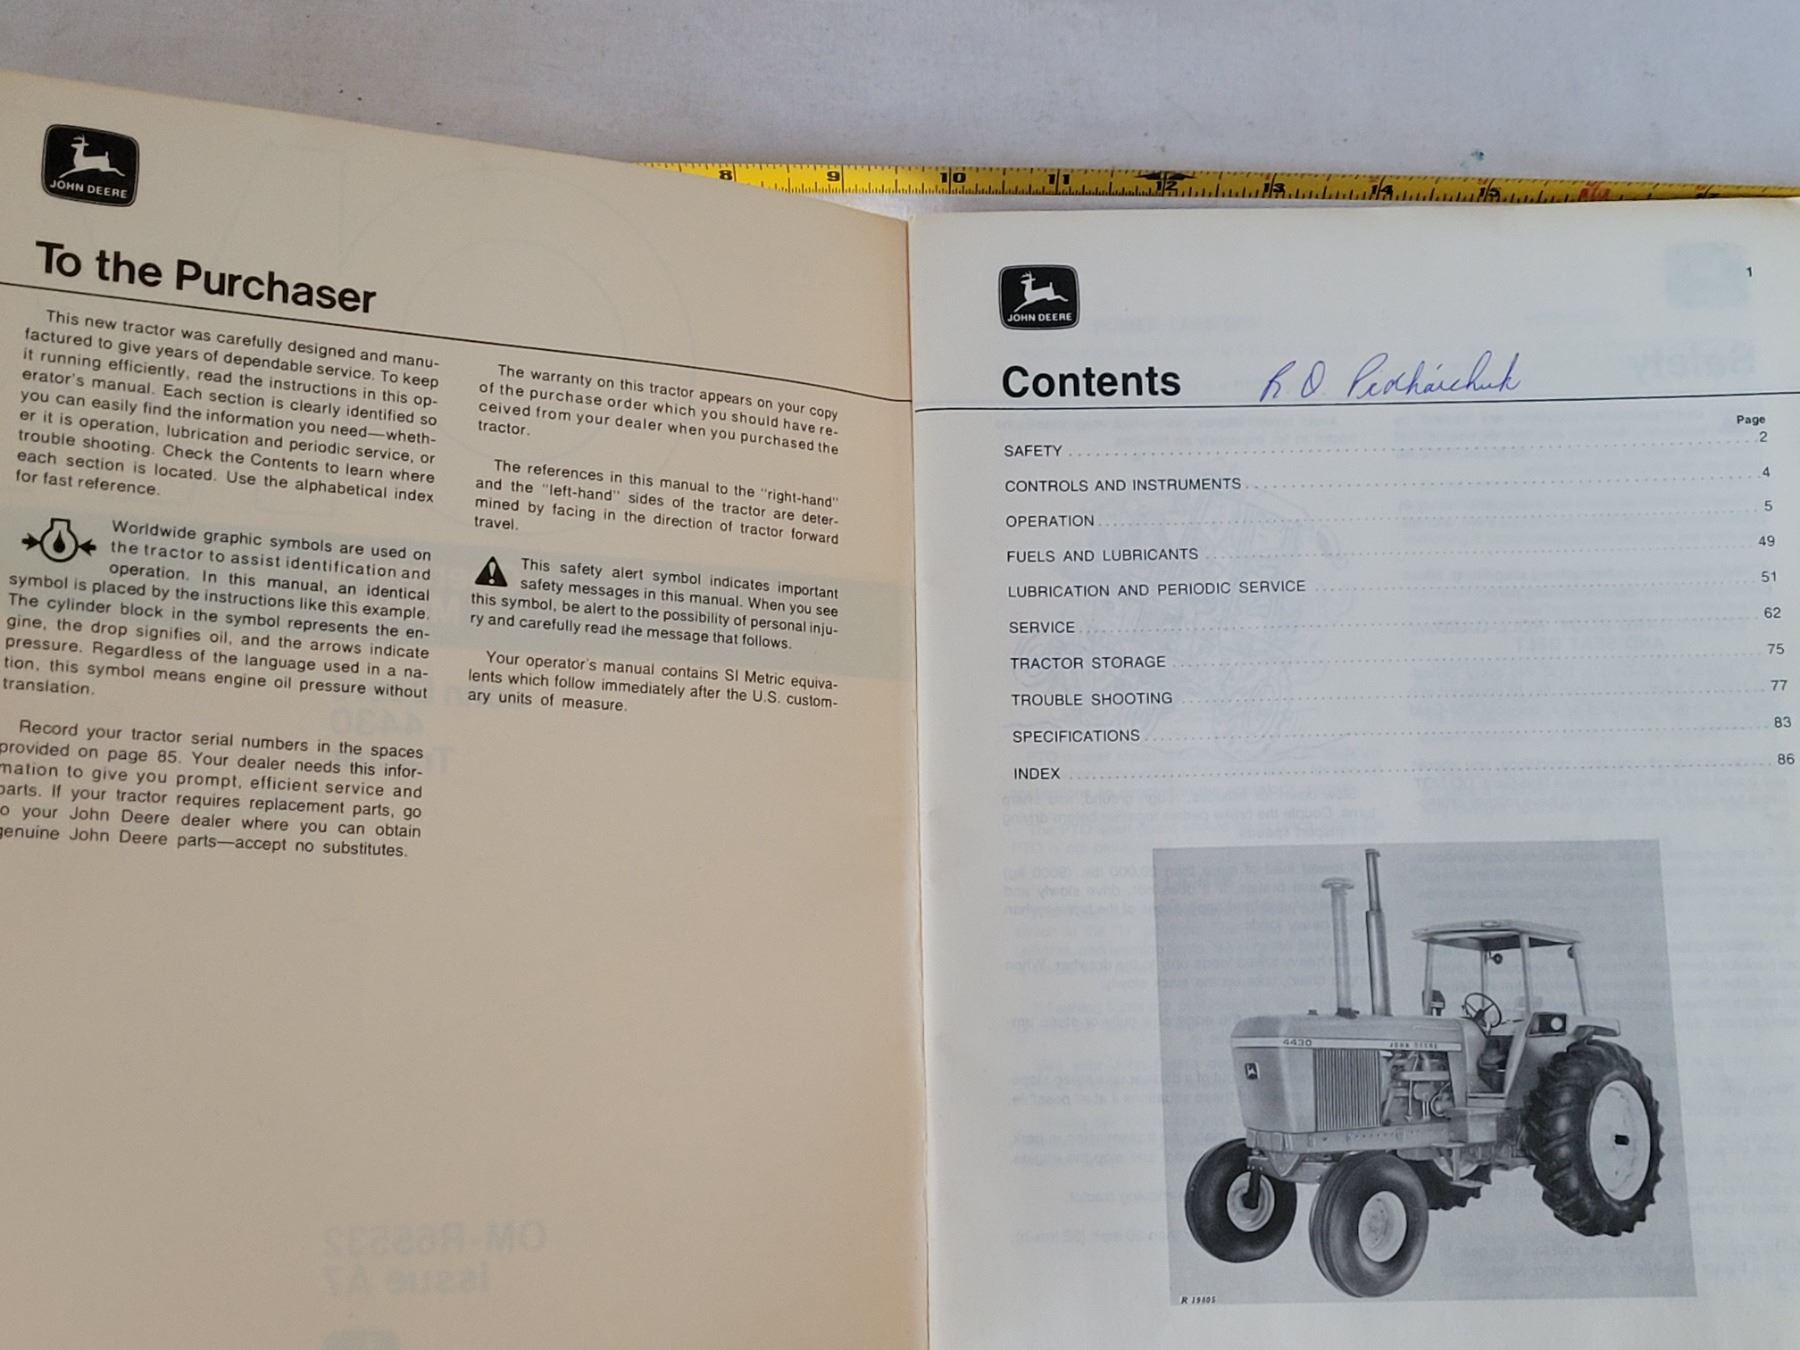 JOHN DEERE
To the Purchaser
This new tractor was carefully designed and manu-
factured to give years of dependable service. To keep
it running efficiently, read the instructions in this op-
erator's manual. Each section is clearly identified so
you can easily find the information you need—wheth-
er it is operation, lubrication and periodic service, or
trouble shooting. Check the Contents to learn where
each section is located. Use the alphabetical index
for fast reference.
Worldwide graphic symbols are used on
the tractor to assist identification and
operation. In this manual, an identical
symbol is placed by the instructions like this example.
The cylinder block in the symbol represents the en-
gine, the drop signifies oil, and the arrows indicate
pressure. Regardless of the language used in a na-
tion, this symbol means engine oil pressure without
translation.
Record your tractor serial numbers in the spaces
provided on page 85. Your dealer needs this infor-
mation to give you prompt, efficient service and
parts. If your tractor requires replacement parts, go
o your John Deere dealer where you can obtain
genuine John Deere parts—accept no substitutes.
The warranty on this tractor appears on your copy
of the purchase order which you should have re-
ceived from your dealer when you purchased the
tractor.
The references in this manual to the "right-hand"
and the "left-hand" sides of the tractor are deter-
mined by facing in the direction of tractor forward
travel.
This safety alert symbol indicates important
safety messages in this manual. When you see
this symbol, be alert to the possibility of personal inju-
ry and carefully read the message that follows.
Your operator's manual contains SI Metric equiva-
lents which follow immediately after the U.S. custom-
ary units of measure.
8 9 10 11 12 13 14 15
1
JOHN DEERE
Contents R. O.
Page
SAFETY 2
CONTROLS AND INSTRUMENTS 4
OPERATION 5
FUELS AND LUBRICANTS 49
LUBRICATION AND PERIODIC SERVICE 51
SERVICE 62
TRACTOR STORAGE 75
TROUBLE SHOOTING 77
SPECIFICATIONS 83
INDEX 86
4430 JOHN DEERE
R 19805